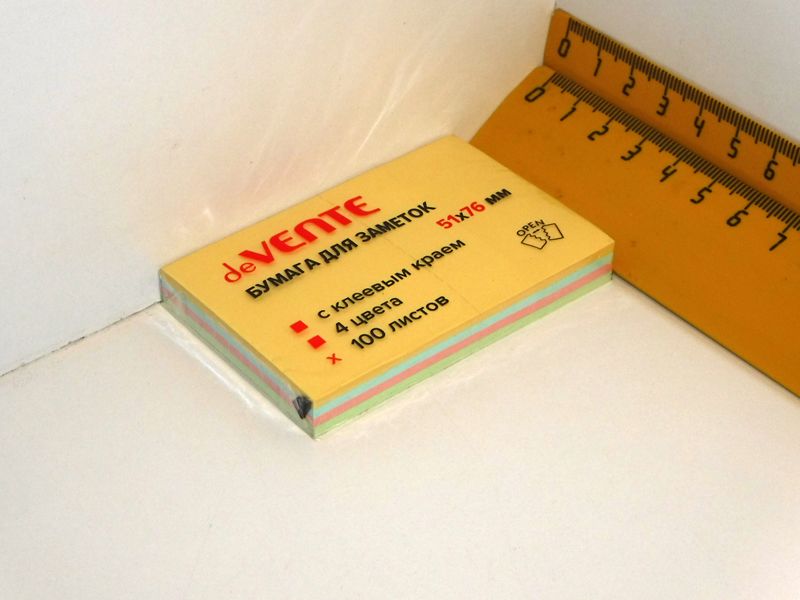 deVENTE
БУМАГА ДЛЯ ЗАМЕТОК
51x76 мм
с клеевым краем
4 цвета
x 100 листов
OPEN
0 1 2 3 4 5 6
0 1 2 3 4 5 6 7